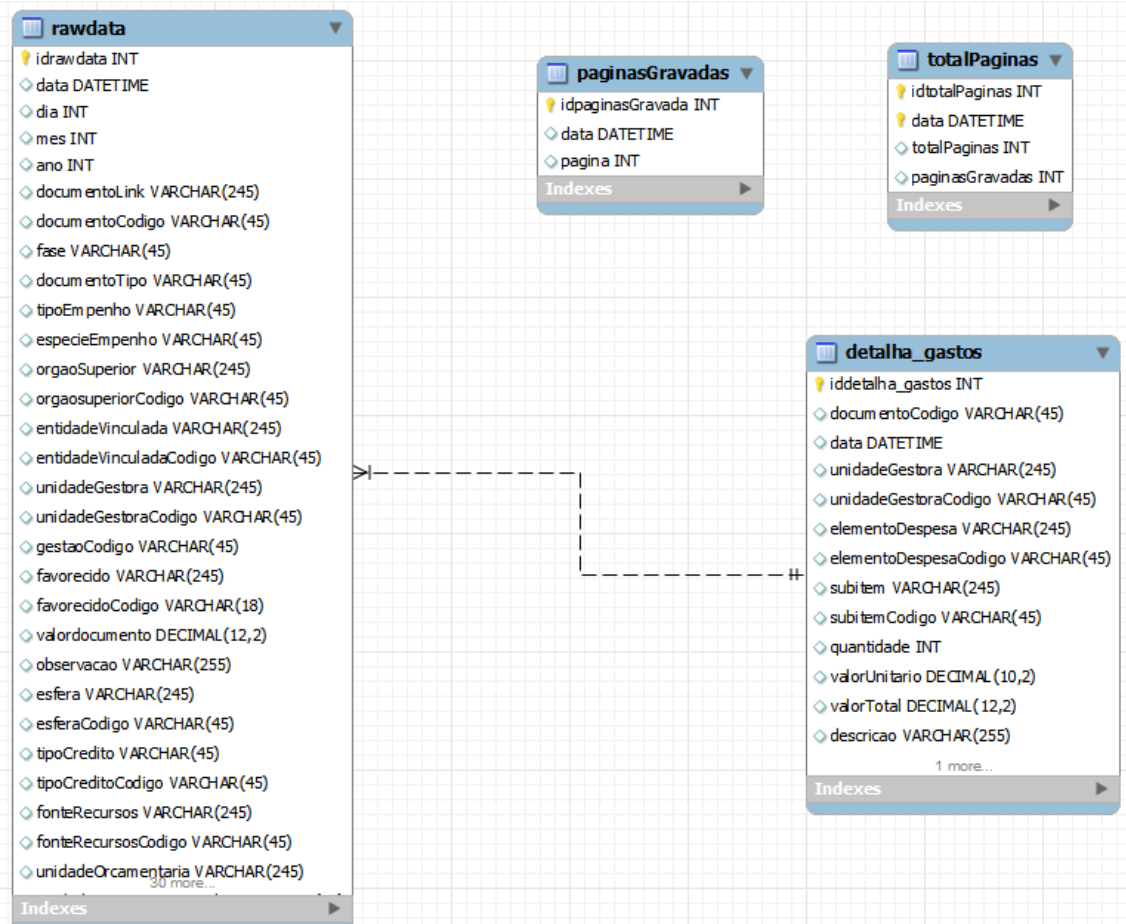 rawdata
idrawdata INT
data DATETIME
dia INT
mes INT
ano INT
documentoLink VARCHAR(245)
documentoCodigo VARCHAR(45)
fase VARCHAR(45)
documentoTipo VARCHAR(45)
tipoEmpenho VARCHAR(45)
especieEmpenho VARCHAR(45)
orgaoSuperior VARCHAR(245)
orgaosuperiorCodigo VARCHAR(45)
entidadeVinculada VARCHAR(245)
entidadeVinculadaCodigo VARCHAR(45)
unidadeGestora VARCHAR(245)
unidadeGestoraCodigo VARCHAR(45)
gestaoCodigo VARCHAR(45)
favorecido VARCHAR(245)
favorecidoCodigo VARCHAR(18)
valordocumento DECIMAL(12,2)
observacao VARCHAR(255)
esfera VARCHAR(245)
esferaCodigo VARCHAR(45)
tipoCredito VARCHAR(45)
tipoCreditoCodigo VARCHAR(45)
fonteRecursos VARCHAR(245)
fonteRecursosCodigo VARCHAR(45)
unidadeOrcamentaria VARCHAR(245)
30 more...
Indexes
paginasGravadas
idpaginasGravada INT
data DATETIME
pagina INT
Indexes
totalPaginas
idtotalPaginas INT
data DATETIME
totalPaginas INT
paginasGravadas INT
Indexes
detalha_gastos
iddetalha_gastos INT
documentoCodigo VARCHAR(45)
data DATETIME
unidadeGestora VARCHAR(245)
unidadeGestoraCodigo VARCHAR(45)
elementoDespesa VARCHAR(245)
elementoDespesaCodigo VARCHAR(45)
subitem VARCHAR(245)
subitemCodigo VARCHAR(45)
quantidade INT
valorUnitario DECIMAL(10,2)
valorTotal DECIMAL(12,2)
descricao VARCHAR(255)
1 more...
Indexes